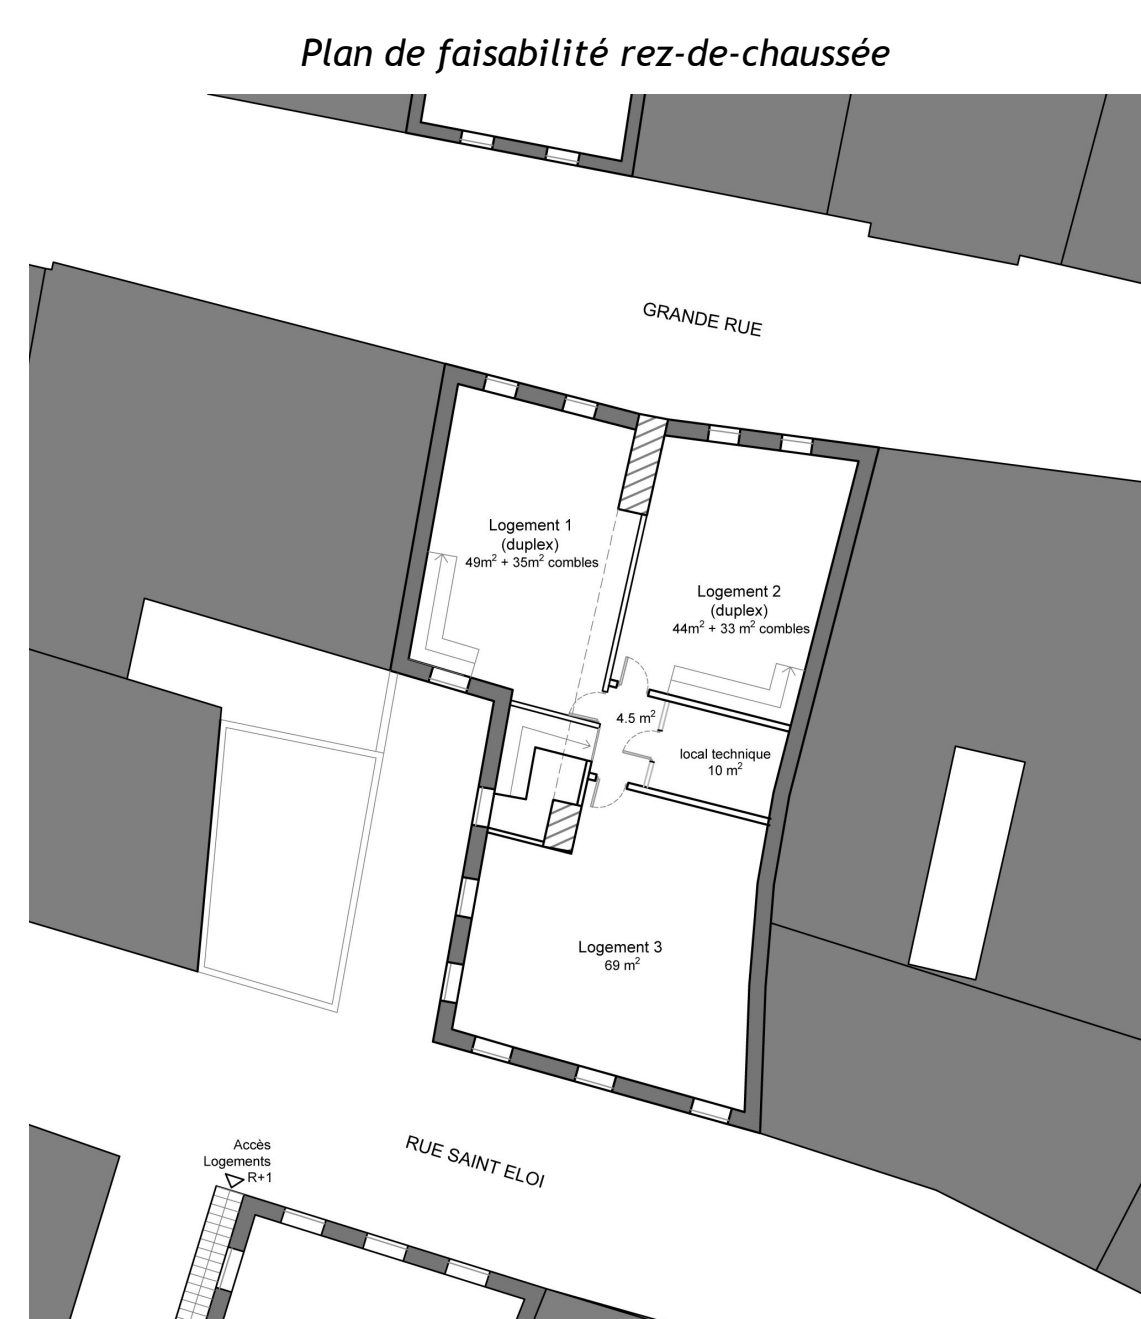 Plan de faisabilité rez-de-chaussée
GRANDE RUE
Logement 1
(duplex)
49m² + 35m² combles
Logement 2
(duplex)
44m² + 33 m² combles
4.5 m²
local technique
10 m²
Logement 3
69 m²
RUE SAINT ELOI
Accès
Logements
R+1